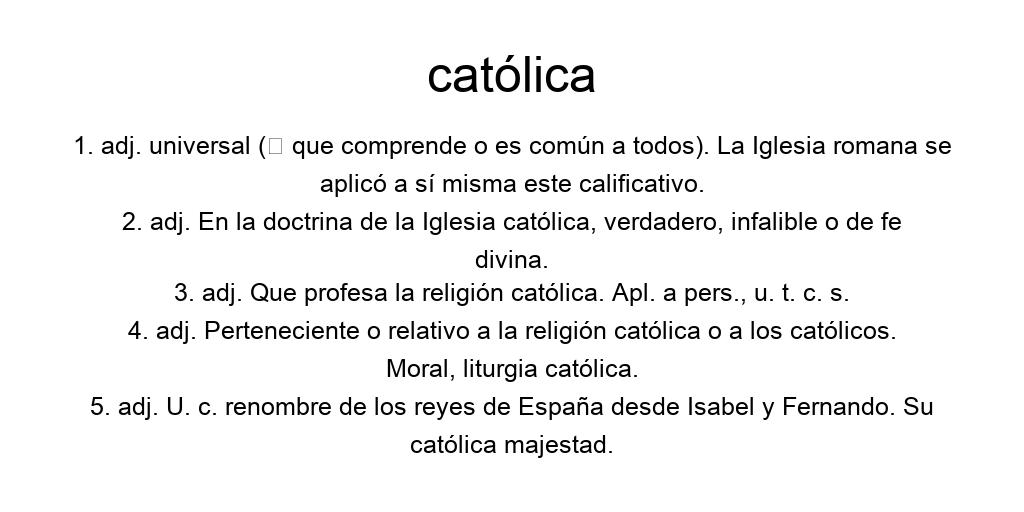 católica
1. adj. universal (□ que comprende o es común a todos). La Iglesia romana se
aplicó a sí misma este calificativo.
2. adj. En la doctrina de la Iglesia católica, verdadero, infalible o de fe
divina.
3. adj. Que profesa la religión católica. Apl. a pers., u. t. c. s.
4. adj. Perteneciente o relativo a la religión católica o a los católicos.
Moral, liturgia católica.
5. adj. U. c. renombre de los reyes de España desde Isabel y Fernando. Su
católica majestad.